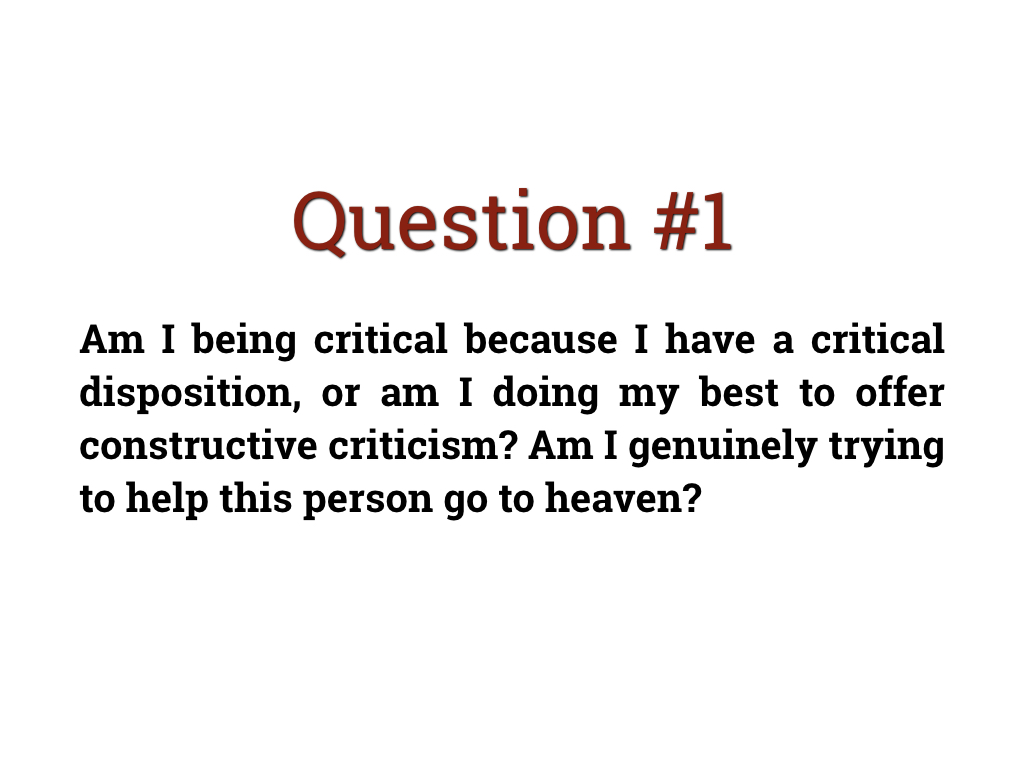 Question #1
Am I being critical because I have a critical
disposition, or am I doing my best to offer
constructive criticism? Am I genuinely trying
to help this person go to heaven?